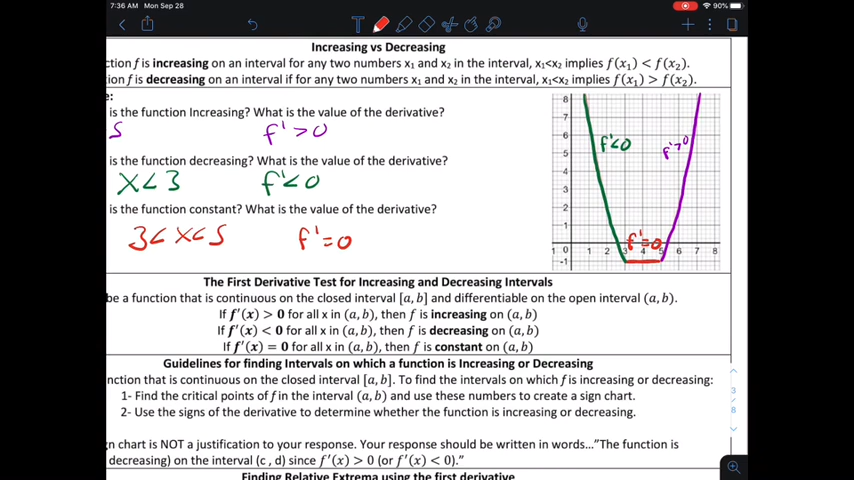 7:36 AM Mon Sep 28
90%
Increasing vs Decreasing
ction f is increasing on an interval for any two numbers x₁ and x₂ in the interval, x₁<x₂ implies f(x₁) < f(x₂).
tion f is decreasing on an interval if for any two numbers x₁ and x₂ in the interval, x₁<x₂ implies f(x₁) > f(x₂).
e:
is the function Increasing? What is the value of the derivative?
5 f' > 0
is the function decreasing? What is the value of the derivative?
x < 3 f' < 0
is the function constant? What is the value of the derivative?
3 < x < 5 f' = 0
8
7
6
5
4
3
2
1
0
-1
1 1 2 3 4 5 6 7 8
f'<0
f'>0
f'=0
The First Derivative Test for Increasing and Decreasing Intervals
be a function that is continuous on the closed interval [a, b] and differentiable on the open interval (a, b).
If f'(x) > 0 for all x in (a, b), then f is increasing on (a, b)
If f'(x) < 0 for all x in (a, b), then f is decreasing on (a, b)
If f'(x) = 0 for all x in (a, b), then f is constant on (a, b)
Guidelines for finding Intervals on which a function is Increasing or Decreasing
nction that is continuous on the closed interval [a, b]. To find the intervals on which f is increasing or decreasing:
1- Find the critical points of f in the interval (a, b) and use these numbers to create a sign chart.
2- Use the signs of the derivative to determine whether the function is increasing or decreasing.
gn chart is NOT a justification to your response. Your response should be written in words…"The function is
decreasing) on the interval (c , d) since f'(x) > 0 (or f'(x) < 0)."
Finding Relative Extrema using the first derivative
3
8